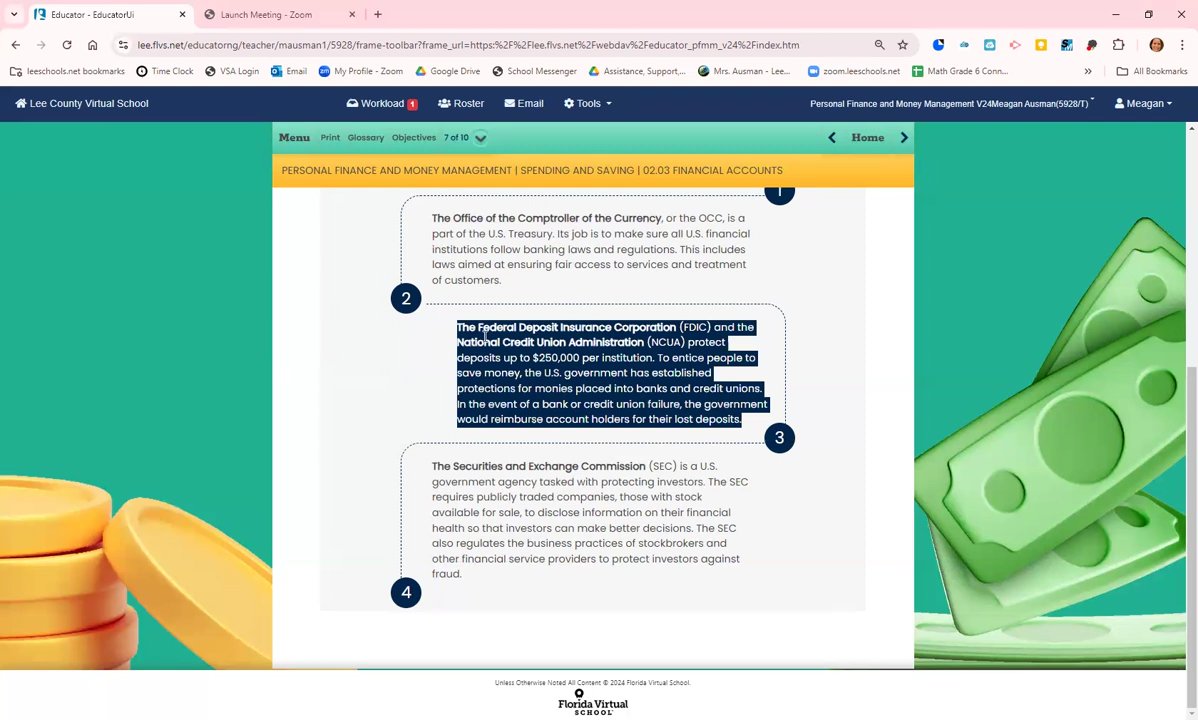 Educator - EducatorUi
Launch Meeting - Zoom
lee.flvs.net/educatorng/teacher/mausman1/5928/frame-toolbar?frame_url=https:%2F%2Flee.flvs.net%2Fwebdav%2Feducator_pfmm_v24%2Findex.htm
leeschools.net bookmarks
Time Clock
VSA Login
Email
My Profile - Zoom
Google Drive
School Messenger
Assistance, Support,...
Mrs. Ausman - Lee...
zoom.leeschools.net
Math Grade 6 Conn...
»
All Bookmarks
Lee County Virtual School
Workload 1
Roster
Email
Tools
Personal Finance and Money Management V24Meagan Ausman(5928/T)
Meagan
Menu Print Glossary Objectives 7 of 10
Home
PERSONAL FINANCE AND MONEY MANAGEMENT | SPENDING AND SAVING | 02.03 FINANCIAL ACCOUNTS
1
The Office of the Comptroller of the Currency, or the OCC, is a
part of the U.S. Treasury. Its job is to make sure all U.S. financial
institutions follow banking laws and regulations. This includes
laws aimed at ensuring fair access to services and treatment
of customers.
2
The Federal Deposit Insurance Corporation (FDIC) and the
National Credit Union Administration (NCUA) protect
deposits up to $250,000 per institution. To entice people to
save money, the U.S. government has established
protections for monies placed into banks and credit unions.
In the event of a bank or credit union failure, the government
would reimburse account holders for their lost deposits.
3
The Securities and Exchange Commission (SEC) is a U.S.
government agency tasked with protecting investors. The SEC
requires publicly traded companies, those with stock
available for sale, to disclose information on their financial
health so that investors can make better decisions. The SEC
also regulates the business practices of stockbrokers and
other financial service providers to protect investors against
fraud.
4
Unless Otherwise Noted All Content © 2024 Florida Virtual School.
Florida Virtual
SCHOOL